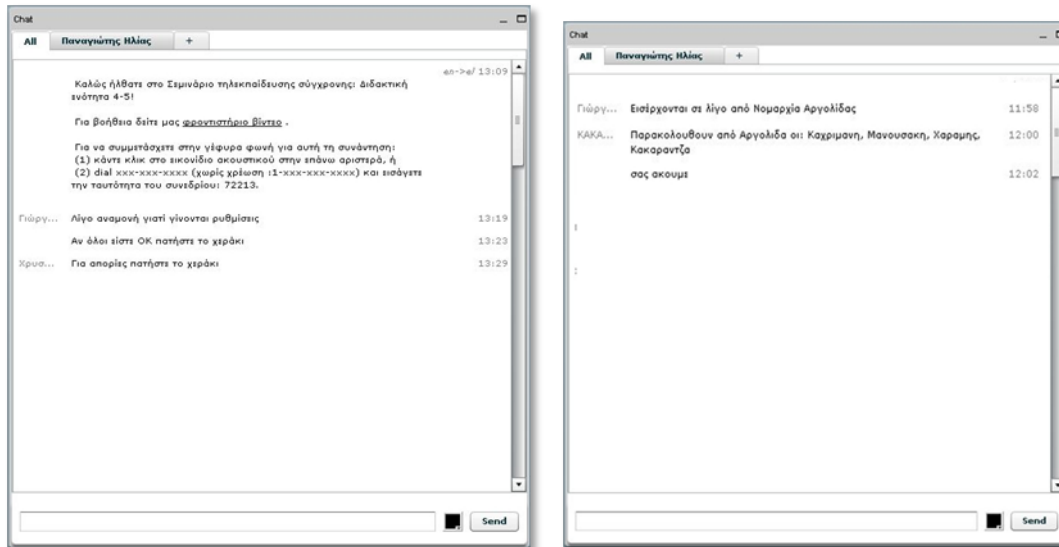 Chat
All Παναγιώτης Ηλίας +
en->el 13:09
Καλώς ήλθατε στο Σεμινάριο τηλεκπαίδευσης σύγχρονης: Διδακτική
ενότητα 4-5!
Για βοήθεια δείτε μας φροντιστήριο βίντεο .
Για να συμμετάσχετε στην γέφυρα φωνή για αυτή τη συνάντηση:
(1) κάντε κλικ στο εικονίδιο ακουστικού στην επάνω αριστερά, ή
(2) dial xxx-xxx-xxxx (χωρίς χρέωση :1-xxx-xxx-xxxx) και εισάγετε
την ταυτότητα του συνεδρίου: 72213.
Γιώργ... Λίγο αναμονή γιατί γίνονται ρυθμίσεις 13:19
Αν όλοι είστε OK πατήστε το χεράκι 13:23
Χρυσ... Για απορίες πατήστε το χεράκι 13:29
Send
Chat
All Παναγιώτης Ηλίας +
Γιώργ... Εισέρχονται σε λίγο από Νομαρχία Αργολίδας 11:58
ΚΑΚΑ... Παρακολουθουν από Αργολιδα οι: Καχριμανη, Μανουσακη, Χαραμης, 12:00
Κακαραντζα
σας ακουμε 12:02
Send